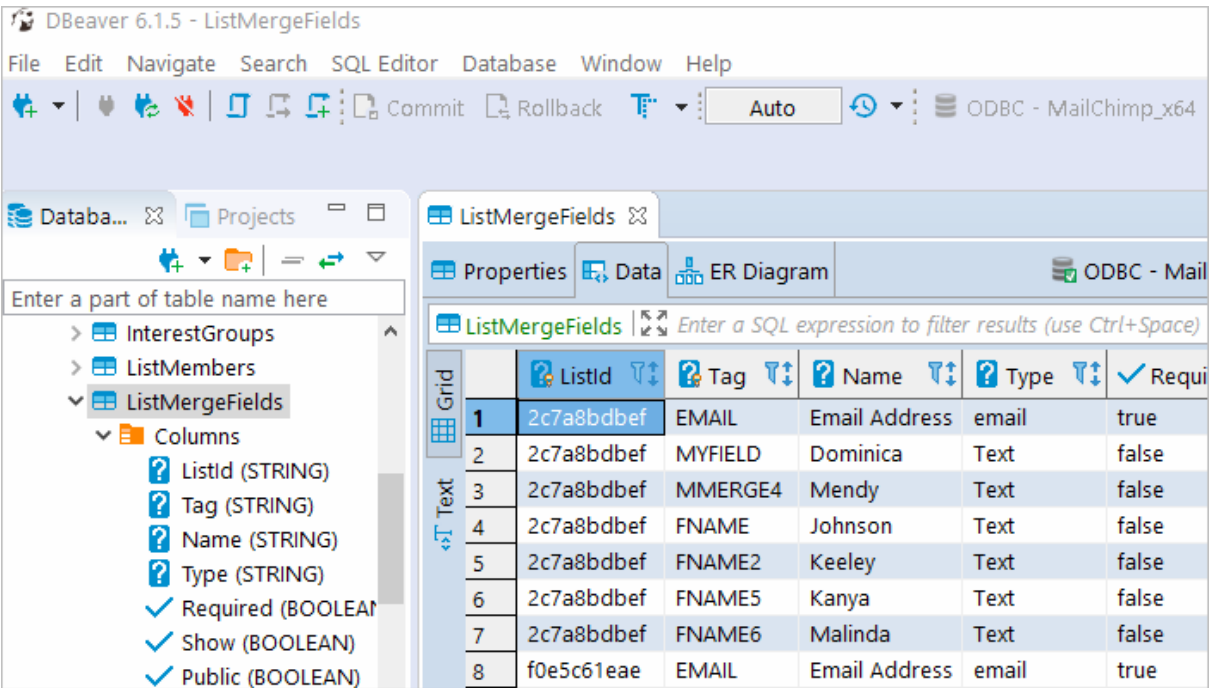 DBeaver 6.1.5 - ListMergeFields
File Edit Navigate Search SQL Editor Database Window Help
Commit Rollback Auto ODBC - MailChimp_x64
Databa... Projects
Enter a part of table name here
InterestGroups
ListMembers
ListMergeFields
Columns
ListId (STRING)
Tag (STRING)
Name (STRING)
Type (STRING)
Required (BOOLEAN
Show (BOOLEAN)
Public (BOOLEAN)
ListMergeFields
Properties Data ER Diagram ODBC - Mail
ListMergeFields Enter a SQL expression to filter results (use Ctrl+Space)
Grid
Text
ListId Tag Name Type Requi
1 2c7a8bdbef EMAIL Email Address email true
2 2c7a8bdbef MYFIELD Dominica Text false
3 2c7a8bdbef MMERGE4 Mendy Text false
4 2c7a8bdbef FNAME Johnson Text false
5 2c7a8bdbef FNAME2 Keeley Text false
6 2c7a8bdbef FNAME5 Kanya Text false
7 2c7a8bdbef FNAME6 Malinda Text false
8 f0e5c61eae EMAIL Email Address email true